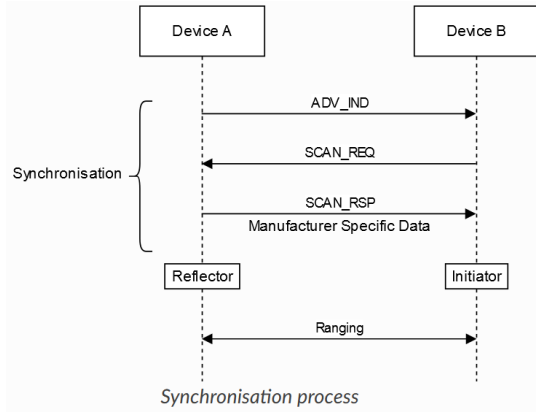 Device A
Device B
ADV_IND
SCAN_REQ
Synchronisation
SCAN_RSP
Manufacturer Specific Data
Reflector
Initiator
Ranging
Synchronisation process